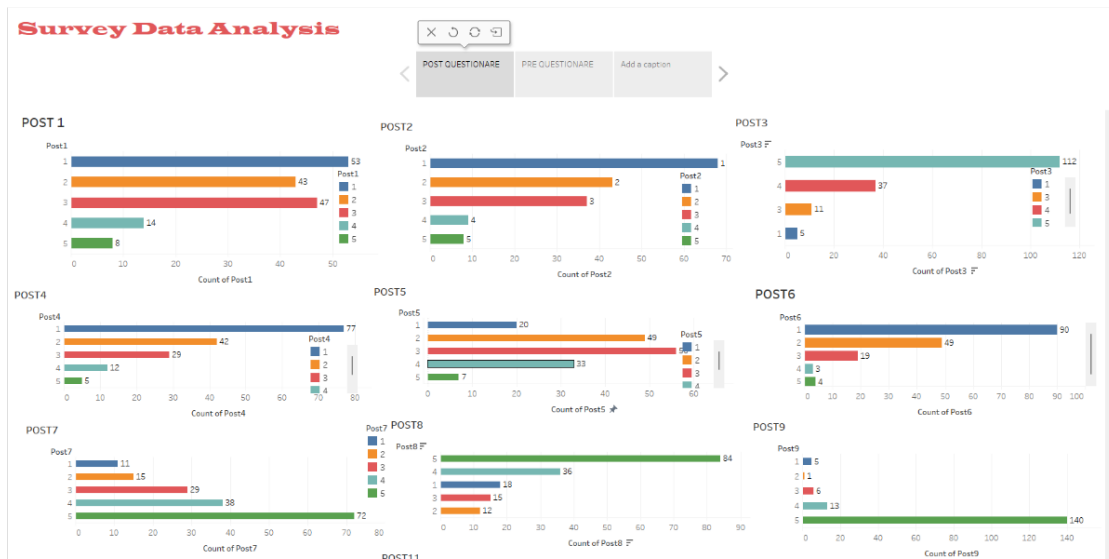 Survey Data Analysis
POST QUESTIONARE
PRE QUESTIONARE
Add a caption
POST 1
Post1
1 53
2 43
3 47
4 14
5 8
0 10 20 30 40 50
Count of Post1
Post1
1
2
3
4
5
POST2
Post2
1 1
2 2
3 3
4 4
5 5
0 10 20 30 40 50 60 70
Count of Post2
Post2
1
2
3
4
5
POST3
Post3
5 112
4 37
3 11
1 5
0 20 40 60 80 100 120
Count of Post3
Post3
1
3
4
5
POST4
Post4
1 77
2 42
3 29
4 12
5 5
0 10 20 30 40 50 60 70 80
Count of Post4
Post4
1
2
3
4
POST5
Post5
1 20
2 49
3
4 33
5 7
0 10 20 30 40 50 60
Count of Post5
Post5
1
2
3
4
POST6
Post6
1 90
2 49
3 19
4 3
5 4
0 10 20 30 40 50 60 70 80 90 100
Count of Post6
POST7
Post7
1 11
2 15
3 29
4 38
5 72
0 10 20 30 40 50 60 70 80
Count of Post7
Post7
1
2
3
4
5
POST8
Post8
5 84
4 36
1 18
3 15
2 12
0 10 20 30 40 50 60 70 80 90
Count of Post8
POST9
Post9
1 5
2 1
3 6
4 13
5 140
0 20 40 60 80 100 120 140
Count of Post9
POST11